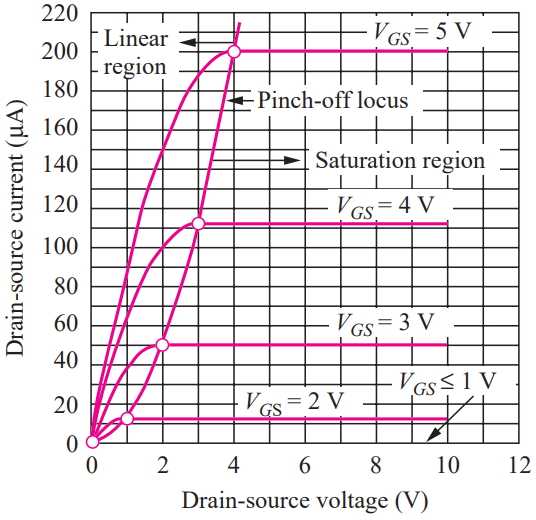 220
200
180
160
140
120
100
80
60
40
20
0
Drain-source current (μA)
Linear
region
V_GS = 5 V
Pinch-off locus
Saturation region
V_GS = 4 V
V_GS = 3 V
V_GS ≤ 1 V
V_GS = 2 V
0 2 4 6 8 10 12
Drain-source voltage (V)